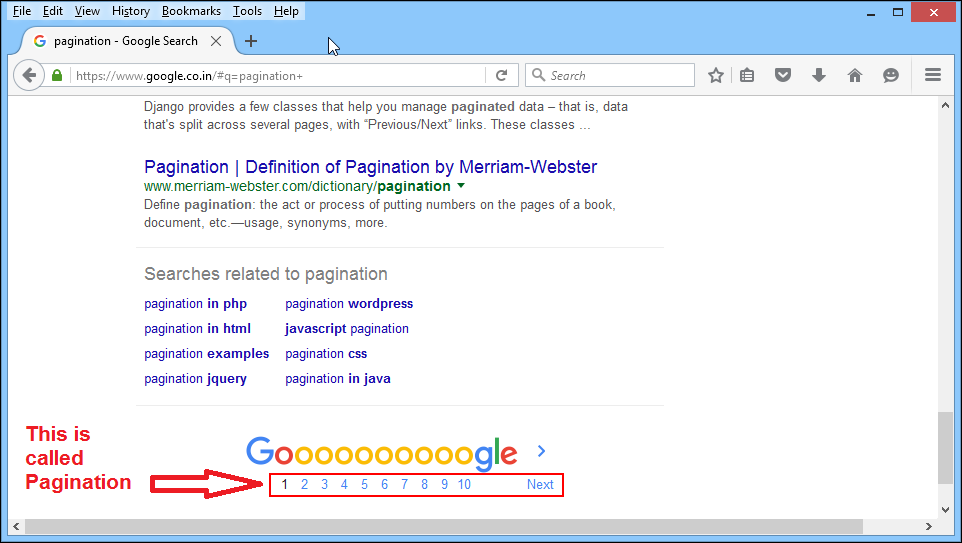 File Edit View History Bookmarks Tools Help
pagination - Google Search
https://www.google.co.in/#q=pagination+
Search
Django provides a few classes that help you manage paginated data – that is, data
that's split across several pages, with “Previous/Next” links. These classes ...
Pagination | Definition of Pagination by Merriam-Webster
www.merriam-webster.com/dictionary/pagination
Define pagination: the act or process of putting numbers on the pages of a book,
document, etc.—usage, synonyms, more.
Searches related to pagination
pagination in php pagination wordpress
pagination in html javascript pagination
pagination examples pagination css
pagination jquery pagination in java
This is
called
Pagination
Goooooooooogle
1 2 3 4 5 6 7 8 9 10 Next